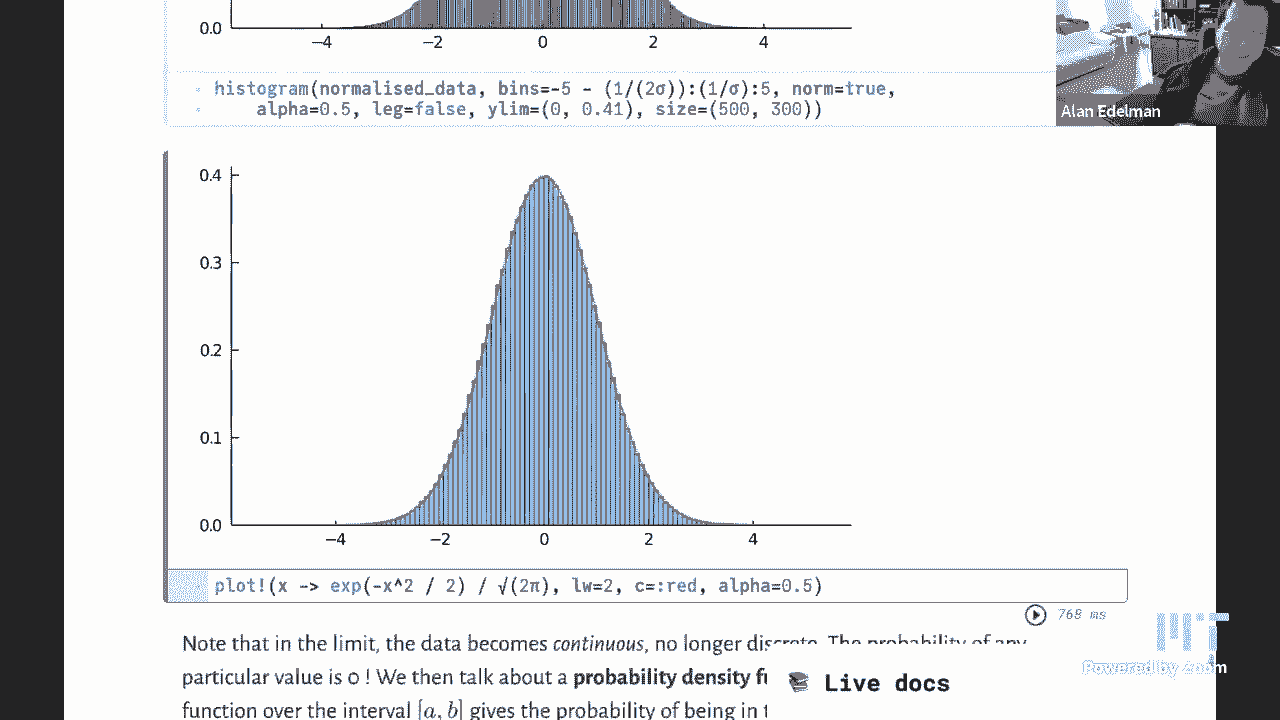 0.0
−4 −2 0 2 4
histogram(normalised_data, bins=-5 - (1/(2σ)):(1/σ):5, norm=true,
alpha=0.5, leg=false, ylim=(0, 0.41), size=(500, 300))
Alan Edelman
0.4
0.3
0.2
0.1
0.0
−4 −2 0 2 4
plot!(x -> exp(-x^2 / 2) / √(2π), lw=2, c=:red, alpha=0.5)
768 ms
Note that in the limit, the data becomes continuous, no longer discrete. The probability of any
particular value is 0 ! We then talk about a probability density f
function over the interval [a, b] gives the probability of being in t
Live docs
MIT
Powered by Zoom